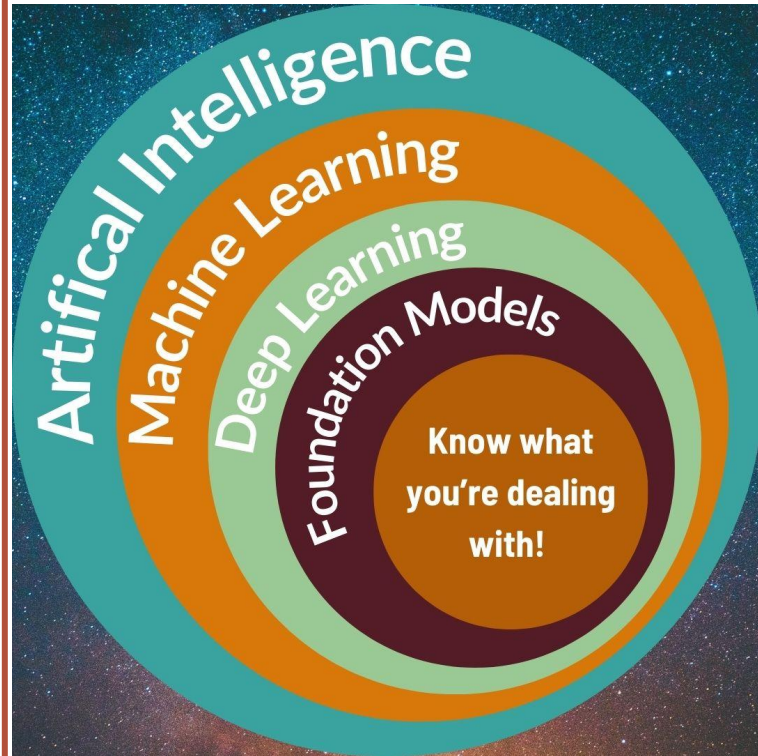 Artifical Intelligence
Machine Learning
Deep Learning
Foundation Models
Know what
you're dealing
with!